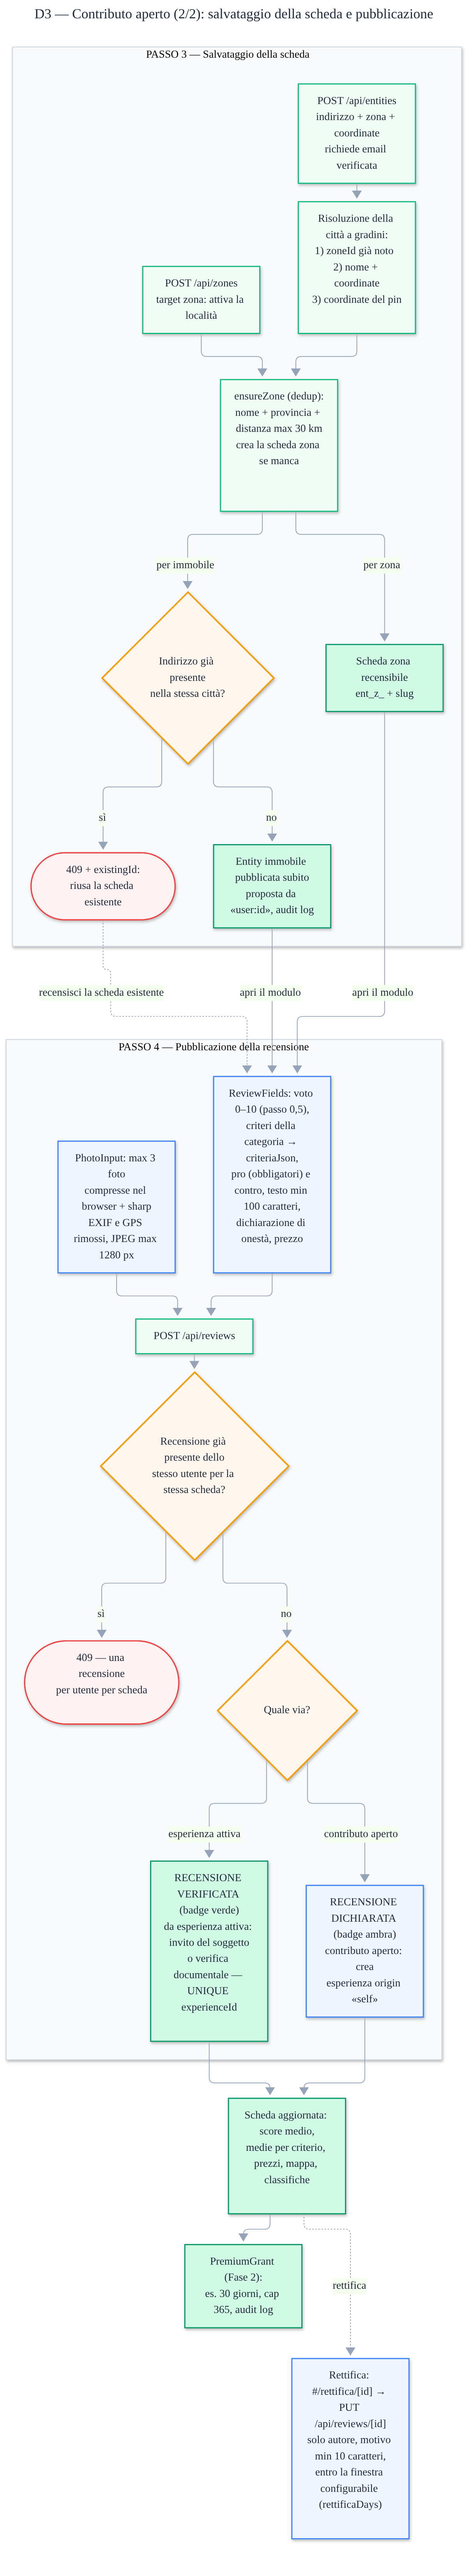 D3 — Contributo aperto (2/2): salvataggio della scheda e pubblicazione
PASSO 3 — Salvataggio della scheda
POST /api/entities
indirizzo + zona +
coordinate
richiede email
verificata
Risoluzione della
città a gradini:
1) zoneId già noto
2) nome +
coordinate
3) coordinate del pin
POST /api/zones
target zona: attiva la
località
ensureZone (dedup):
nome + provincia +
distanza max 30 km
crea la scheda zona
se manca
per immobile
per zona
Indirizzo già
presente
nella stessa città?
Scheda zona
recensibile
ent_z_ + slug
sì
no
409 + existingId:
riusa la scheda
esistente
Entity immobile
pubblicata subito
proposta da
«user:id», audit log
recensisci la scheda esistente
apri il modulo
apri il modulo
PASSO 4 — Pubblicazione della recensione
ReviewFields: voto
0–10 (passo 0,5),
criteri della
categoria →
criteriaJson,
pro (obbligatori) e
contro, testo min
100 caratteri,
dichiarazione di
onestà, prezzo
PhotoInput: max 3
foto
compresse nel
browser + sharp
EXIF e GPS
rimossi, JPEG max
1280 px
POST /api/reviews
Recensione già
presente dello
stesso utente per la
stessa scheda?
sì
no
409 — una
recensione
per utente per scheda
Quale via?
esperienza attiva
contributo aperto
RECENSIONE
VERIFICATA
(badge verde)
da esperienza attiva:
invito del soggetto
o verifica
documentale —
UNIQUE
experienceId
RECENSIONE
DICHIARATA
(badge ambra)
contributo aperto:
crea
esperienza origin
«self»
Scheda aggiornata:
score medio,
medie per criterio,
prezzi, mappa,
classifiche
PremiumGrant
(Fase 2):
es. 30 giorni, cap
365, audit log
rettifica
Rettifica:
#/rettifica/[id] →
PUT
/api/reviews/[id]
solo autore, motivo
min 10 caratteri,
entro la finestra
configurabile
(rettificaDays)